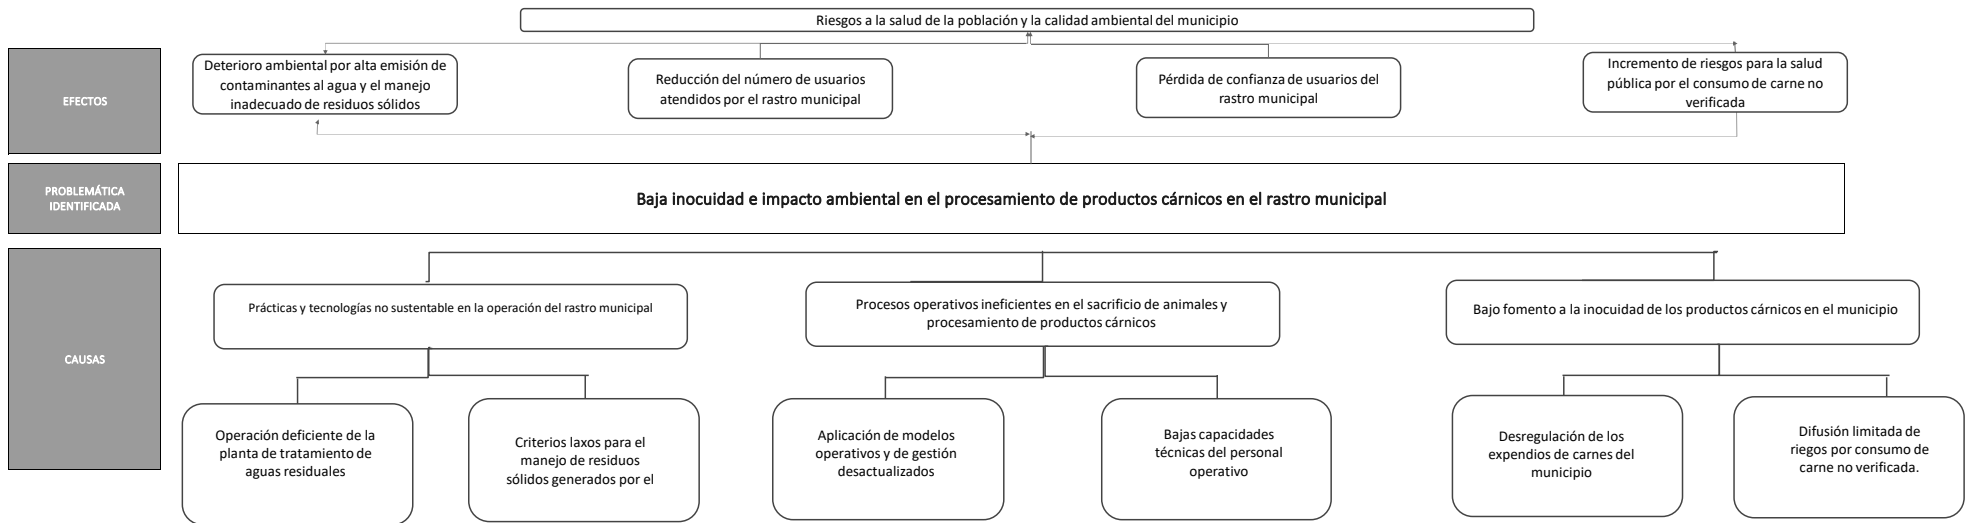 Riesgos a la salud de la población y la calidad ambiental del municipio
EFECTOS
Deterioro ambiental por alta emisión de
contaminantes al agua y el manejo
inadecuado de residuos sólidos
Reducción del número de usuarios
atendidos por el rastro municipal
Pérdida de confianza de usuarios del
rastro municipal
Incremento de riesgos para la salud
pública por el consumo de carne no
verificada
PROBLEMÁTICA
IDENTIFICADA
Baja inocuidad e impacto ambiental en el procesamiento de productos cárnicos en el rastro municipal
CAUSAS
Prácticas y tecnologías no sustentable en la operación del rastro municipal
Procesos operativos ineficientes en el sacrificio de animales y
procesamiento de productos cárnicos
Bajo fomento a la inocuidad de los productos cárnicos en el municipio
Operación deficiente de la
planta de tratamiento de
aguas residuales
Criterios laxos para el
manejo de residuos
sólidos generados por el
Aplicación de modelos
operativos y de gestión
desactualizados
Bajas capacidades
técnicas del personal
operativo
Desregulación de los
expendios de carnes del
municipio
Difusión limitada de
riegos por consumo de
carne no verificada.